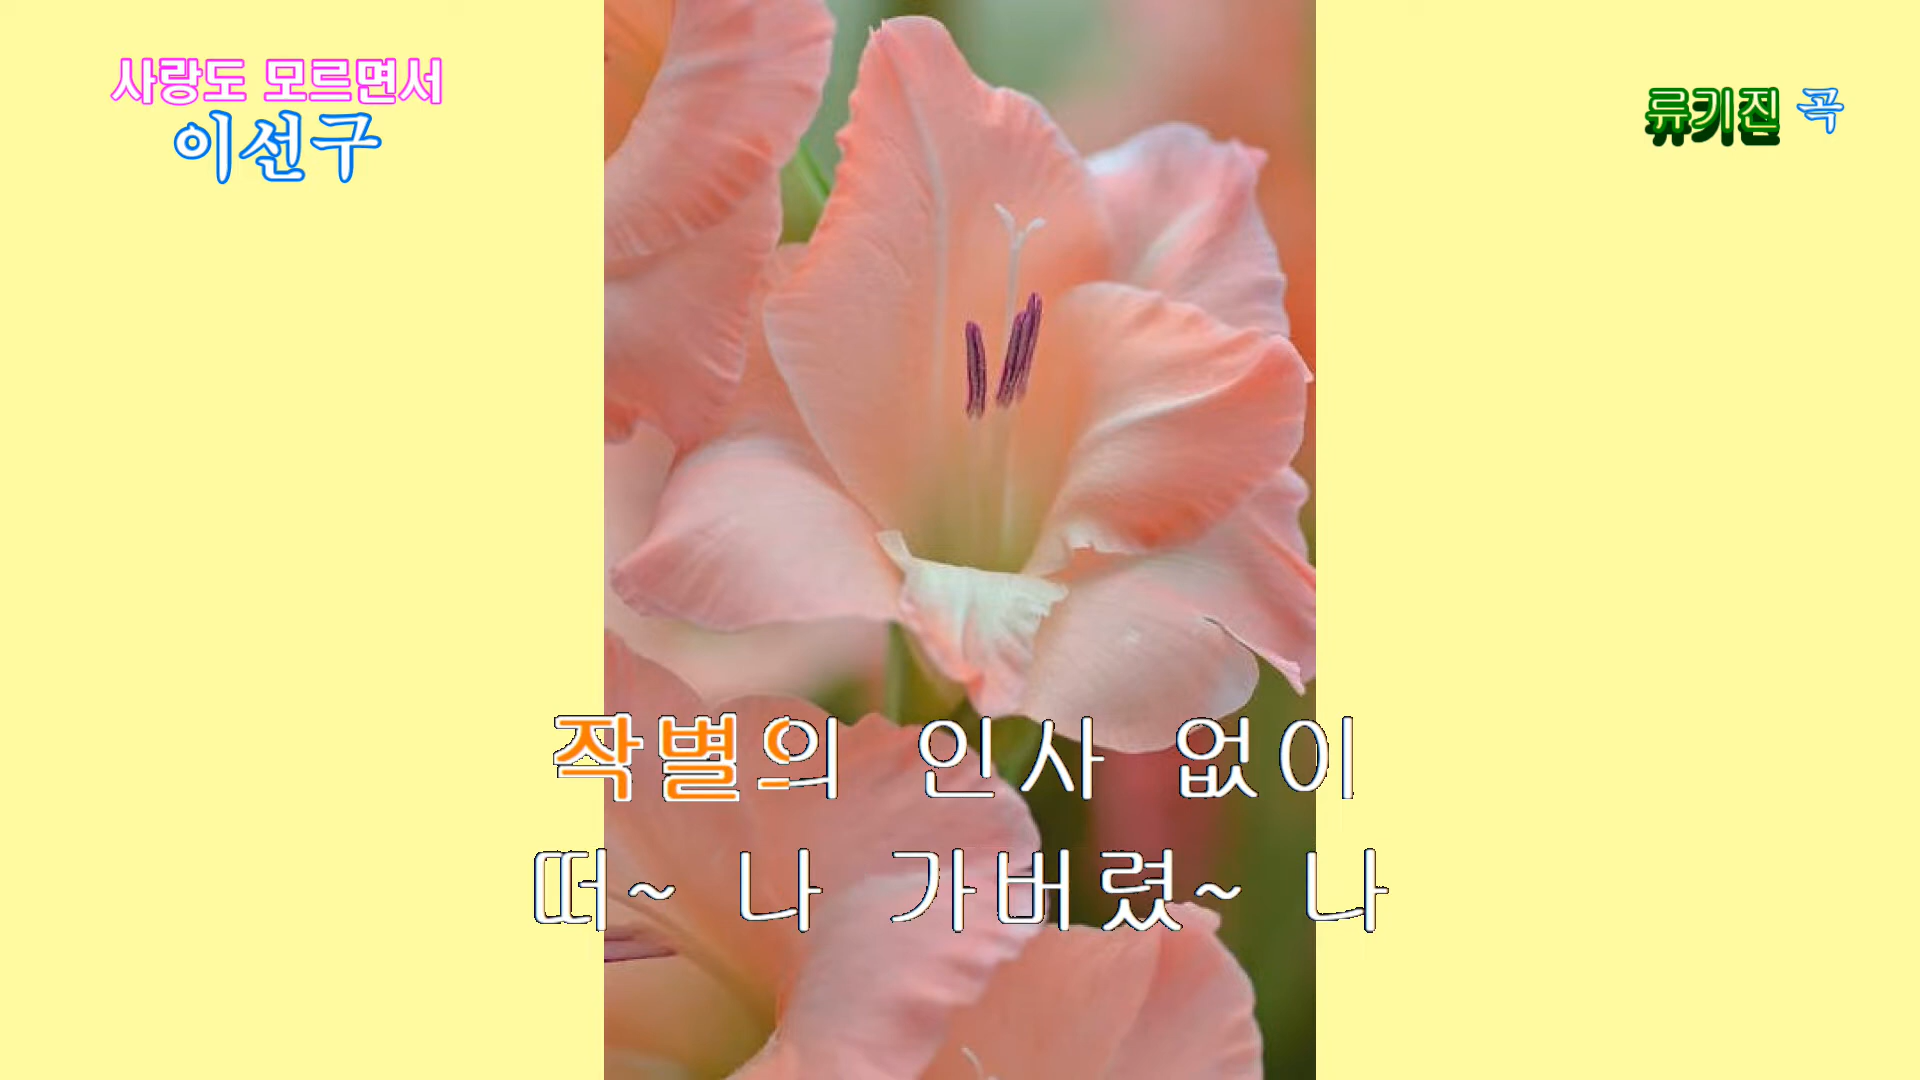 사랑도 모르면서
이선구
류키진 곡
작별의 인사 없이
떠~ 나 가버렸~ 나